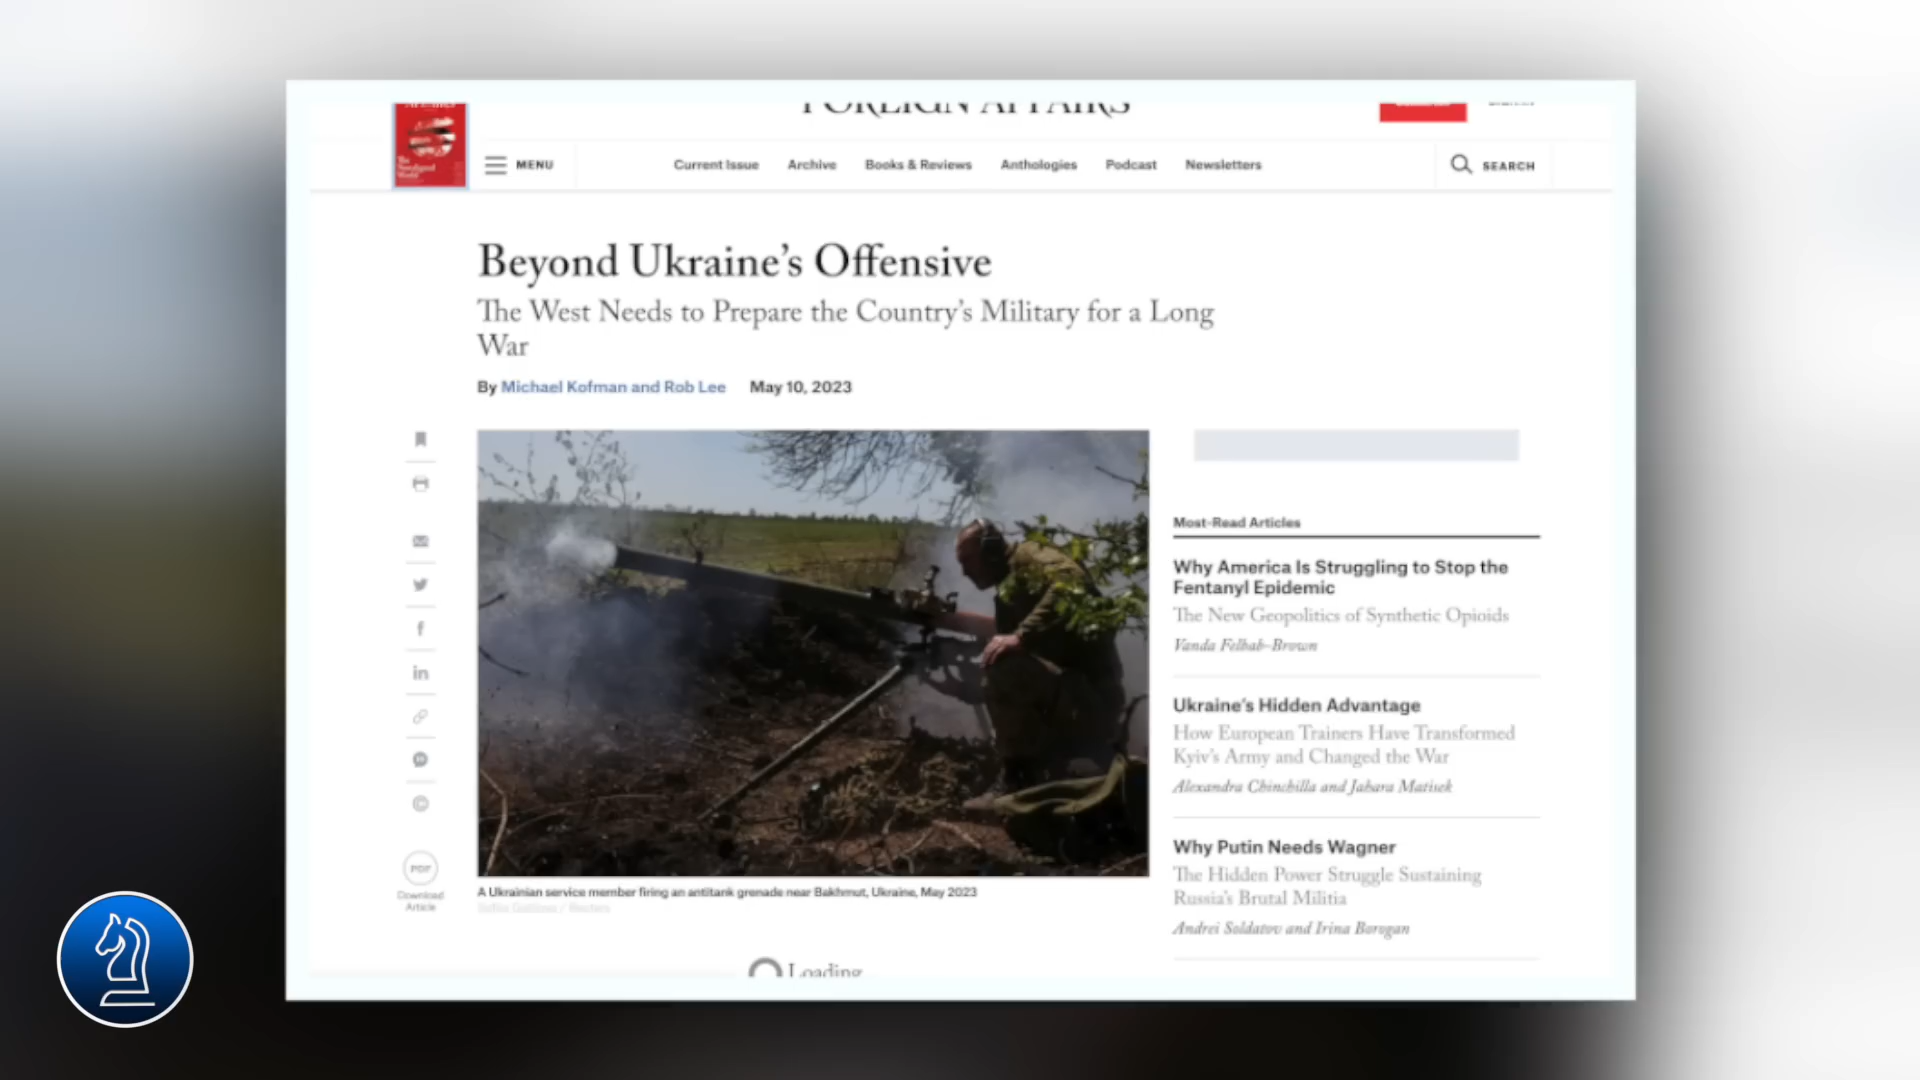 FOREIGN AFFAIRS
MENU
Current Issue
Archive
Books & Reviews
Anthologies
Podcast
Newsletters
SEARCH
Beyond Ukraine's Offensive
The West Needs to Prepare the Country's Military for a Long
War
By Michael Kofman and Rob Lee May 10, 2023
PDF
Download
Article
A Ukrainian service member firing an antitank grenade near Bakhmut, Ukraine, May 2023
Loading
Most-Read Articles
Why America Is Struggling to Stop the
Fentanyl Epidemic
The New Geopolitics of Synthetic Opioids
Vanda Felbab-Brown
Ukraine's Hidden Advantage
How European Trainers Have Transformed
Kyiv's Army and Changed the War
Alexandra Chinchilla and Jahara Matisek
Why Putin Needs Wagner
The Hidden Power Struggle Sustaining
Russia's Brutal Militia
Andrei Soldatov and Irina Borogan